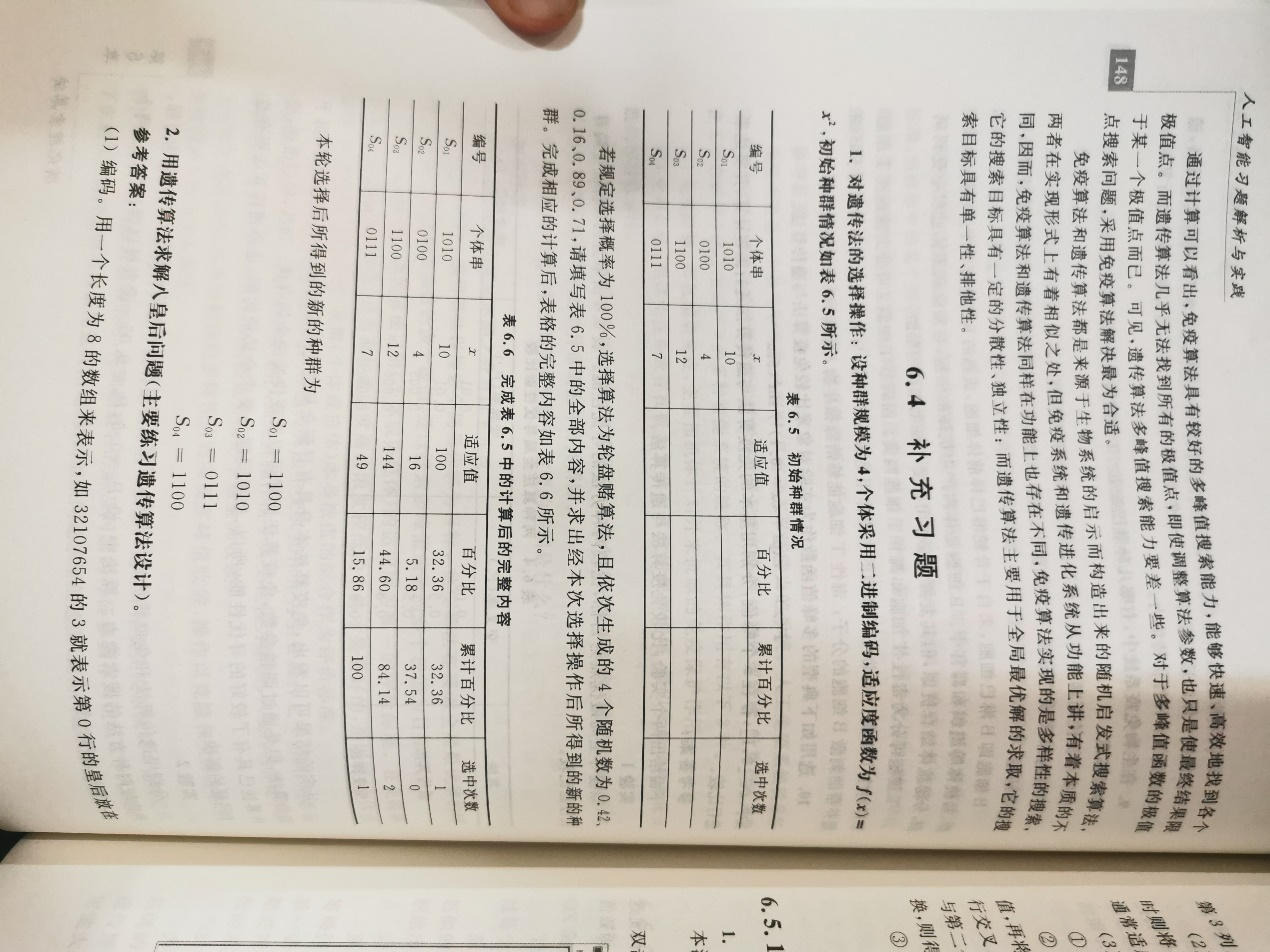 人工智能习题解析与实践
148
通过计算可以看出,免疫算法具有较好的多峰值搜索能力,能够快速、高效地找到各个
极值点。而遗传算法几乎无法找到所有的极值点,即使调整算法参数,也只是使最终结果限
于某一个极值点而已。可见,遗传算法多峰值搜索能力要差一些。对于多峰值函数的极值
点搜索问题,采用免疫算法解决最为合适。
免疫算法和遗传算法都是来源于生物系统的启示而构造出来的随机启发式搜索算法,
两者在实现形式上有着相似之处,但免疫系统和遗传进化系统从功能上讲,有着本质的不
同,因而,免疫算法和遗传算法同样在功能上也存在不同,免疫算法实现的是多样性的搜索,
它的搜索目标具有一定的分散性、独立性;而遗传算法主要用于全局最优解的求取,它的搜
索目标具有单一性、排他性。
6.4 补充习题
1. 对遗传法的选择操作:设种群规模为4,个体采用二进制编码,适应度函数为f(x)=
x²,初始种群情况如表6.5所示。
表6.5 初始种群情况
编号 个体串 x 适应值 百分比 累计百分比 选中次数
S₀₁ 1010 10
S₀₂ 0100 4
S₀₃ 1100 12
S₀₄ 0111 7
若规定选择概率为100%,选择算法为轮盘赌算法,且依次生成的4个随机数为0.42、
0.16、0.89、0.71,请填写表6.5中的全部内容,并求出经本次选择操作后所得到的新的种
群。完成相应的计算后,表格的完整内容如表6.6所示。
表6.6 完成表6.5中的计算后的完整内容
编号 个体串 x 适应值 百分比 累计百分比 选中次数
S₀₁ 1010 10 100 32.36 32.36 1
S₀₂ 0100 4 16 5.18 37.54 0
S₀₃ 1100 12 144 44.60 84.14 2
S₀₄ 0111 7 49 15.86 100 1
本轮选择后所得到的新的种群为
S₀₁=1100
S₀₂=1010
S₀₃=0111
S₀₄=1100
2. 用遗传算法求解八皇后问题(主要练习遗传算法设计)。
参考答案:
(1) 编码。用一个长度为8的数组来表示,如32107654的3就表示第0行的皇后放在
第3列
(2)
时则将
通常适
(3)
①
②
值,再将
行交叉
与第二
换,则得
③
6.5.1
1.
本
双